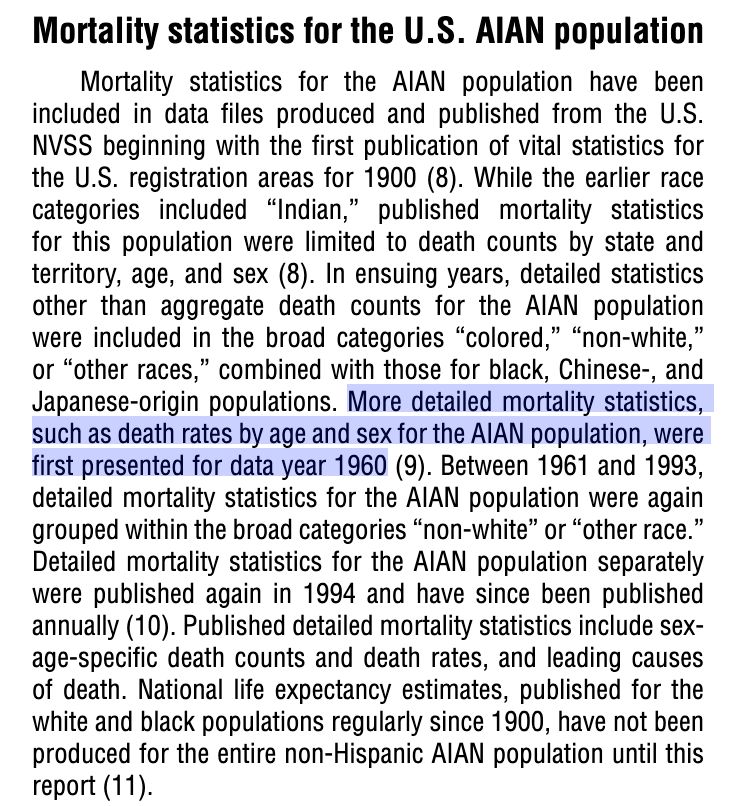 Mortality statistics for the U.S. AIAN population
Mortality statistics for the AIAN population have been
included in data files produced and published from the U.S.
NVSS beginning with the first publication of vital statistics for
the U.S. registration areas for 1900 (8). While the earlier race
categories included “Indian,” published mortality statistics
for this population were limited to death counts by state and
territory, age, and sex (8). In ensuing years, detailed statistics
other than aggregate death counts for the AIAN population
were included in the broad categories “colored,” “non-white,”
or “other races,” combined with those for black, Chinese-, and
Japanese-origin populations. More detailed mortality statistics,
such as death rates by age and sex for the AIAN population, were
first presented for data year 1960 (9). Between 1961 and 1993,
detailed mortality statistics for the AIAN population were again
grouped within the broad categories “non-white” or “other race.”
Detailed mortality statistics for the AIAN population separately
were published again in 1994 and have since been published
annually (10). Published detailed mortality statistics include sex-
age-specific death counts and death rates, and leading causes
of death. National life expectancy estimates, published for the
white and black populations regularly since 1900, have not been
produced for the entire non-Hispanic AIAN population until this
report (11).